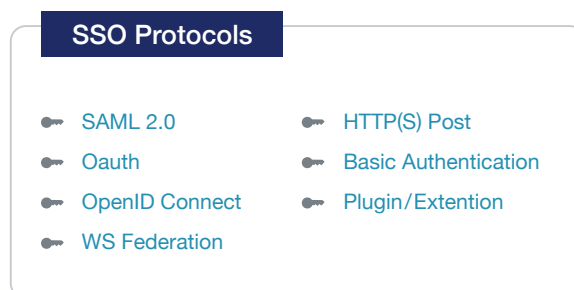 SSO Protocols
SAML 2.0
Oauth
OpenID Connect
WS Federation
HTTP(S) Post
Basic Authentication
Plugin/Extention